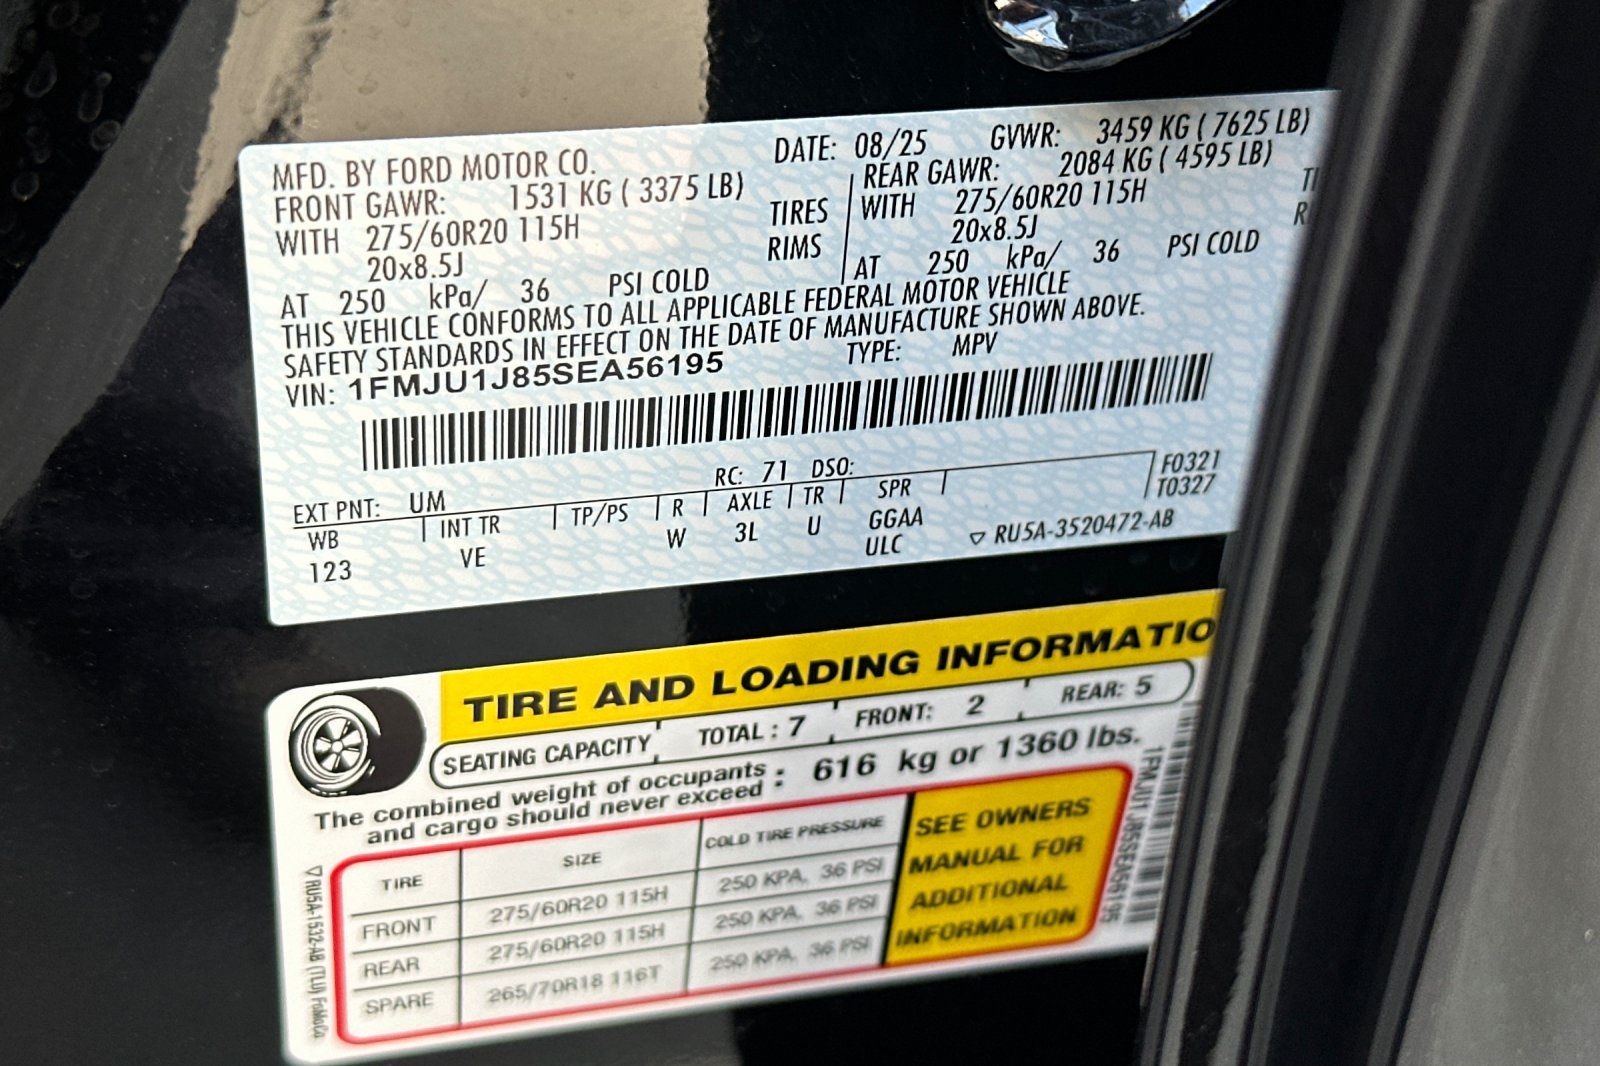 MFD. BY FORD MOTOR CO. DATE: 08/25 GVWR: 3459 KG ( 7625 LB)
FRONT GAWR: 1531 KG ( 3375 LB) REAR GAWR: 2084 KG ( 4595 LB)
WITH 275/60R20 115H TIRES WITH 275/60R20 115H
20x8.5J RIMS 20x8.5J
AT 250 kPa/ 36 PSI COLD AT 250 kPa/ 36 PSI COLD
THIS VEHICLE CONFORMS TO ALL APPLICABLE FEDERAL MOTOR VEHICLE
SAFETY STANDARDS IN EFFECT ON THE DATE OF MANUFACTURE SHOWN ABOVE.
VIN: 1FMJU1J85SEA56195 TYPE: MPV
EXT PNT: UM RC: 71 DSO: F0321
WB INT TR TP/PS R AXLE TR SPR T0327
123 VE W 3L U GGAA
ULC ▽ RU5A-3520472-AB
TIRE AND LOADING INFORMATIO
SEATING CAPACITY TOTAL : 7 FRONT: 2 REAR: 5
The combined weight of occupants
and cargo should never exceed : 616 kg or 1360 lbs.
TIRE SIZE COLD TIRE PRESSURE
FRONT 275/60R20 115H 250 KPA, 36 PSI
REAR 275/60R20 115H 250 KPA, 36 PSI
SPARE 265/70R18 116T 250 KPA, 36 PSI
SEE OWNERS
MANUAL FOR
ADDITIONAL
INFORMATION
1FMJU1J85SEA56195
▽ RU5A-1532-AB (TLU) FoMoCo